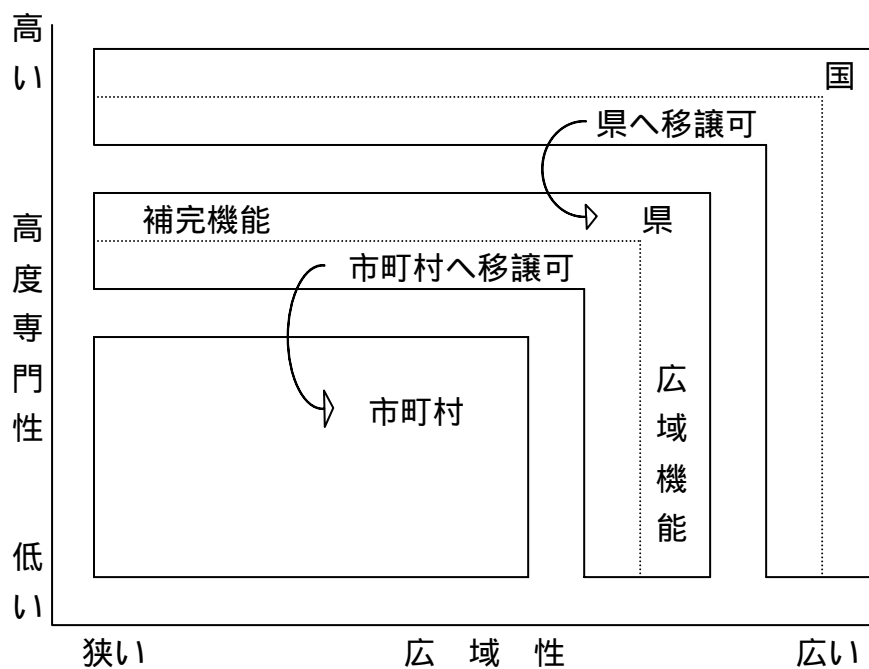 高い
高度専門性
低い
国
県へ移譲可
補完機能
県
市町村へ移譲可
市町村
広域機能
狭い
広域性
広い